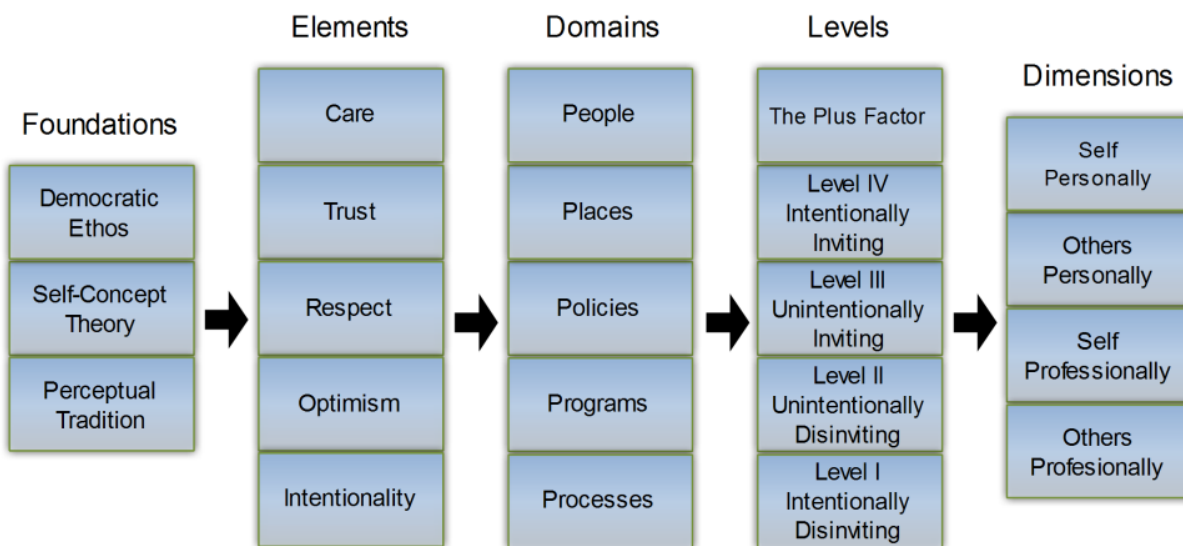 Foundations
Democratic
Ethos
Self-Concept
Theory
Perceptual
Tradition
Elements
Care
Trust
Respect
Optimism
Intentionality
Domains
People
Places
Policies
Programs
Processes
Levels
The Plus Factor
Level IV
Intentionally
Inviting
Level III
Unintentionally
Inviting
Level II
Unintentionally
Disinviting
Level I
Intentionally
Disinviting
Dimensions
Self
Personally
Others
Personally
Self
Professionally
Others
Profesionally